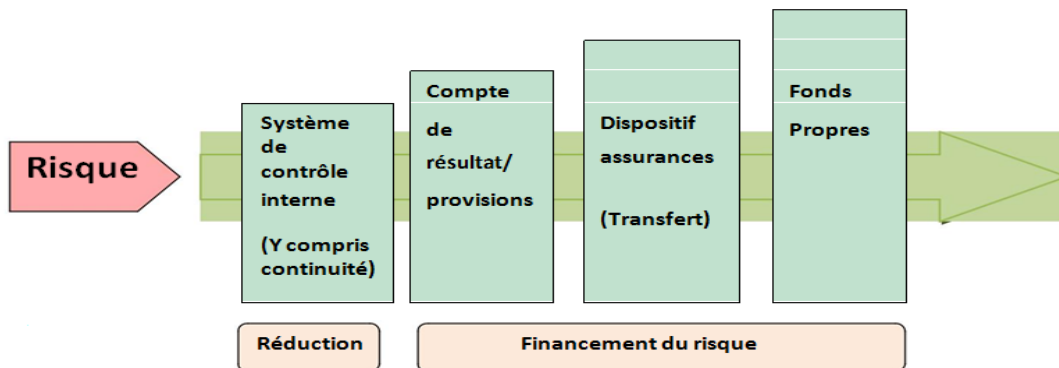 Risque
Système
de
contrôle
interne
(Y compris
continuité)
Compte
de
résultat/
provisions
Dispositif
assurances
(Transfert)
Fonds
Propres
Réduction
Financement du risque